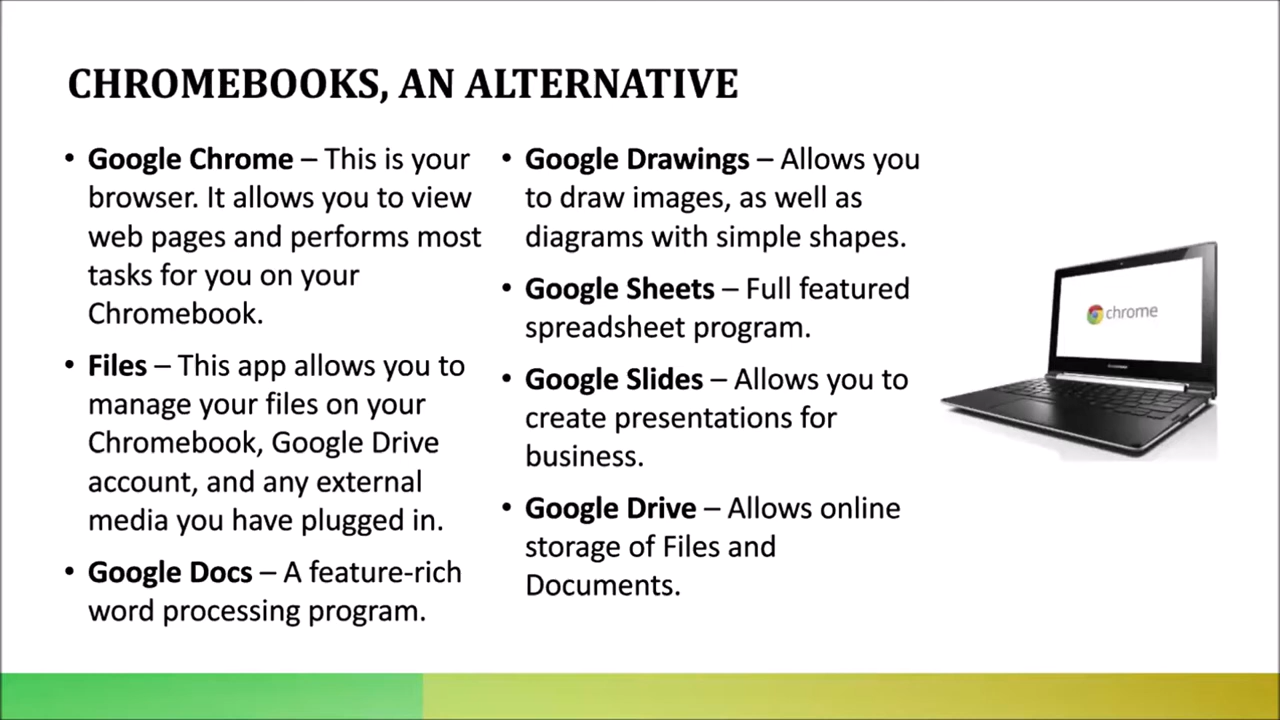 CHROMEBOOKS, AN ALTERNATIVE
• Google Chrome – This is your
browser. It allows you to view
web pages and performs most
tasks for you on your
Chromebook.
• Files – This app allows you to
manage your files on your
Chromebook, Google Drive
account, and any external
media you have plugged in.
• Google Docs – A feature-rich
word processing program.
• Google Drawings – Allows you
to draw images, as well as
diagrams with simple shapes.
• Google Sheets – Full featured
spreadsheet program.
• Google Slides – Allows you to
create presentations for
business.
• Google Drive – Allows online
storage of Files and
Documents.
chrome